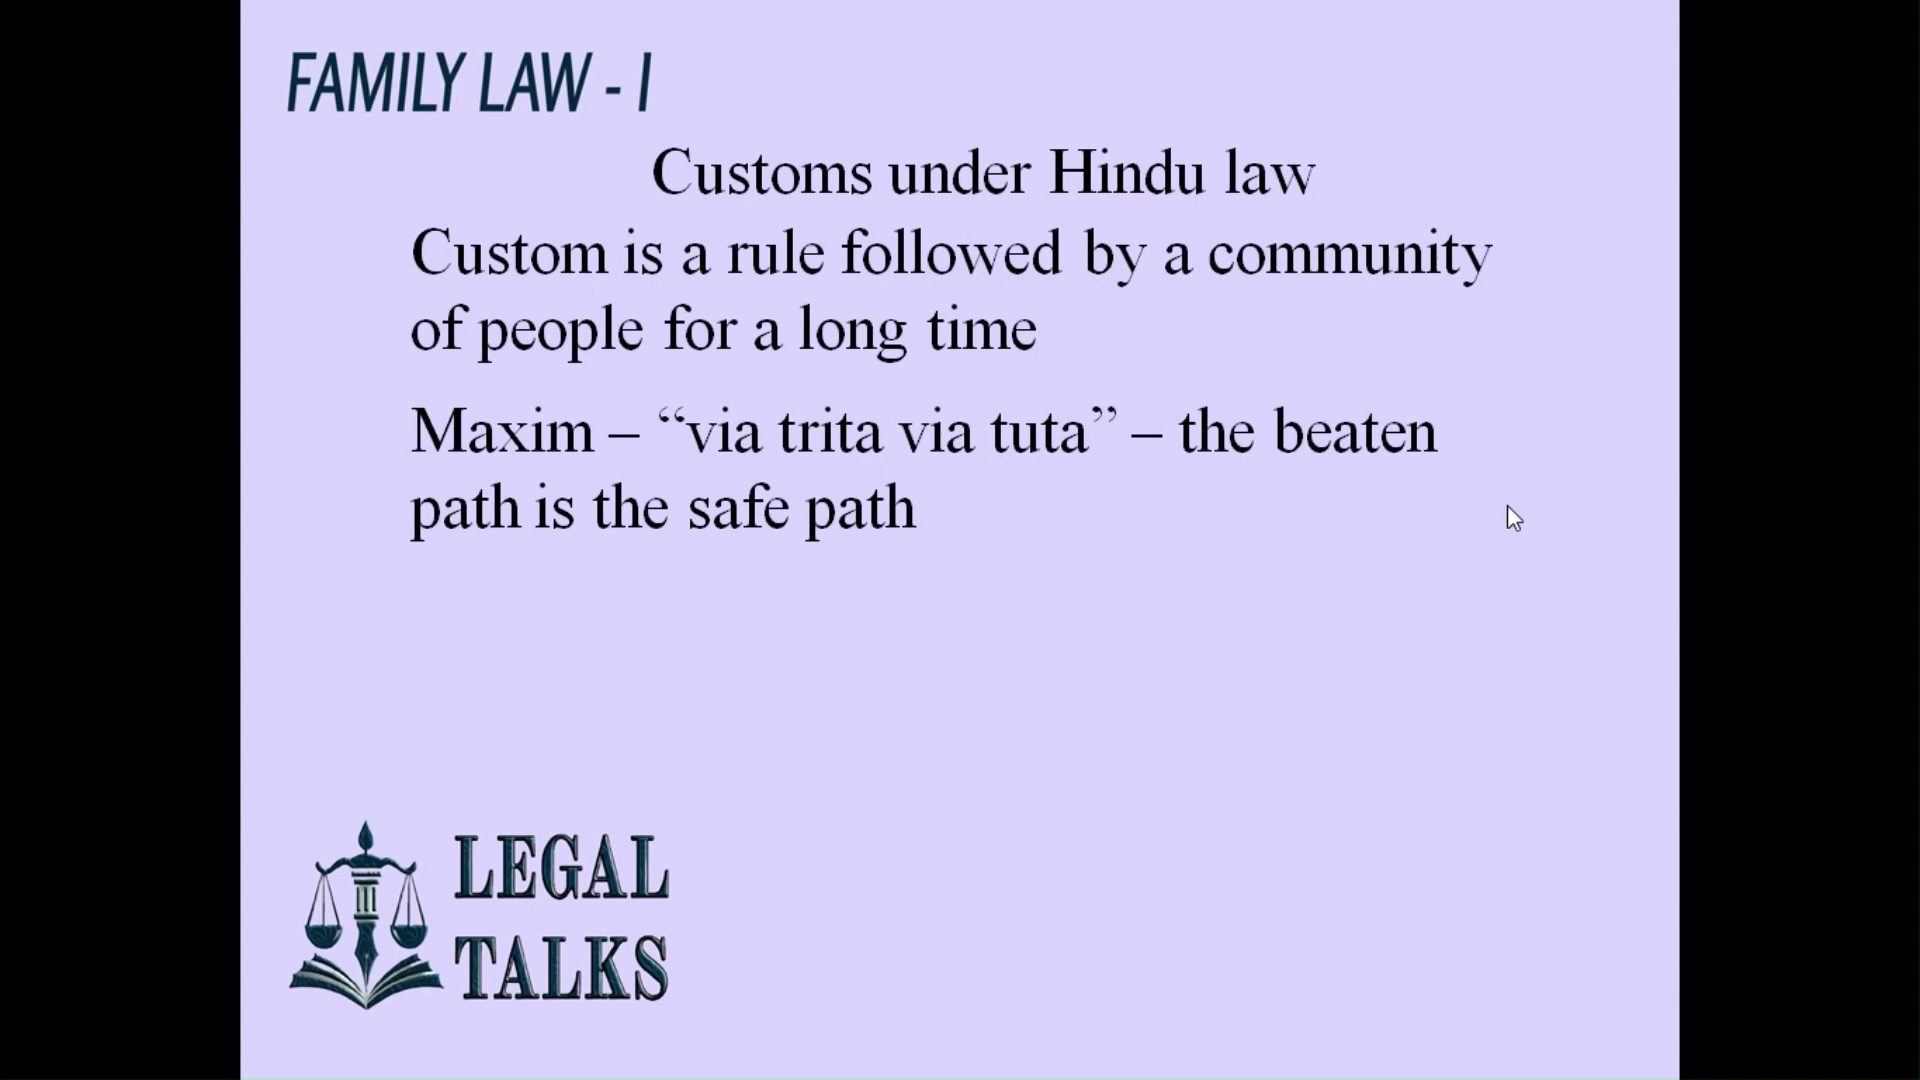 FAMILY LAW - I
Customs under Hindu law
Custom is a rule followed by a community
of people for a long time
Maxim – “via trita via tuta” – the beaten
path is the safe path
LEGAL
TALKS